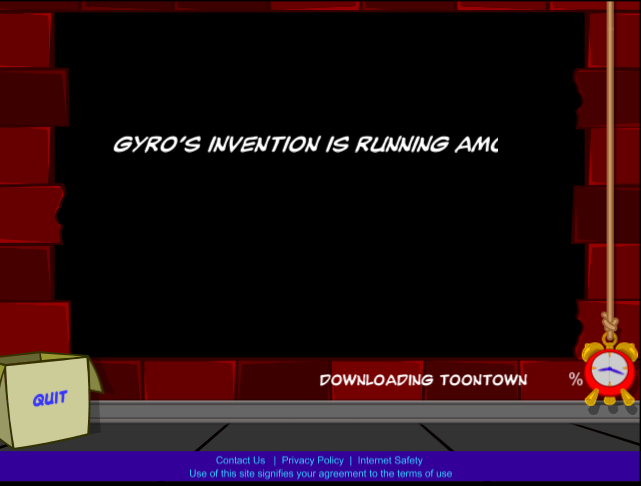 GYRO'S INVENTION IS RUNNING
DOWNLOADING TOONTOWN %
QUIT
Contact Us | Privacy Policy | Internet Safety
Use of this site signifies your agreement to the terms of use